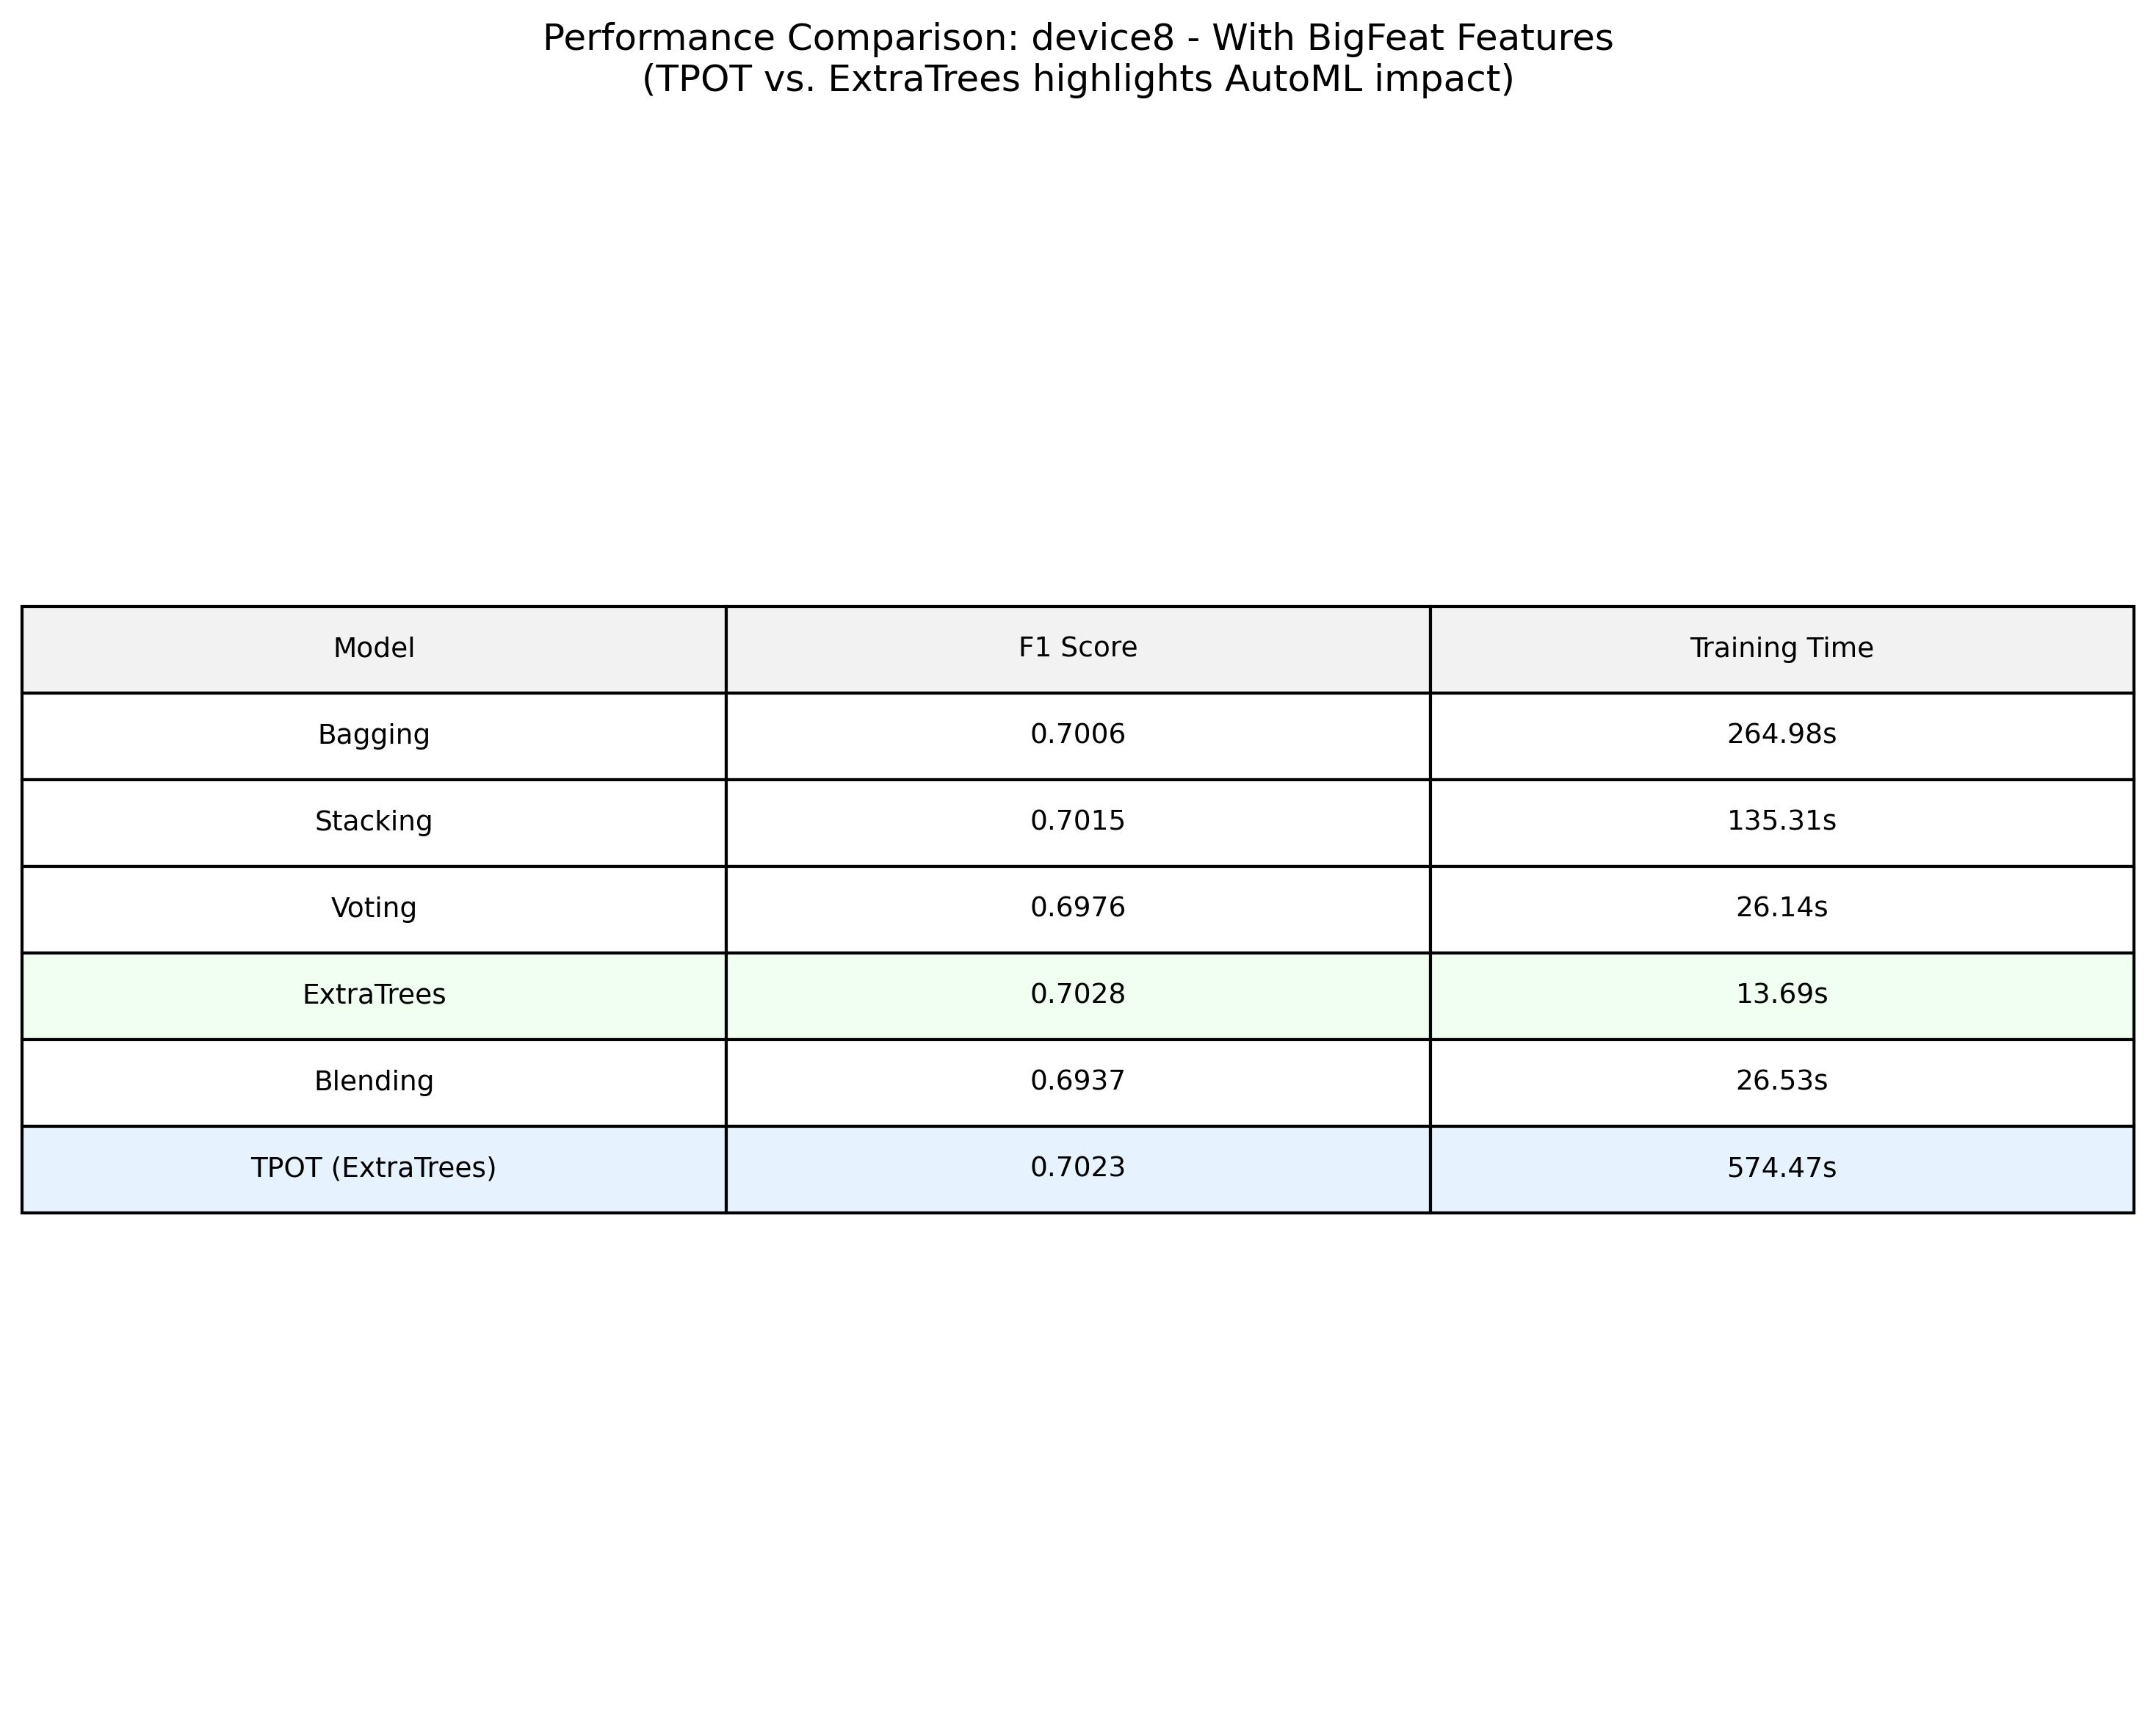 Performance Comparison: device8 - With BigFeat Features
(TPOT vs. ExtraTrees highlights AutoML impact)
Model F1 Score Training Time
Bagging 0.7006 264.98s
Stacking 0.7015 135.31s
Voting 0.6976 26.14s
ExtraTrees 0.7028 13.69s
Blending 0.6937 26.53s
TPOT (ExtraTrees) 0.7023 574.47s